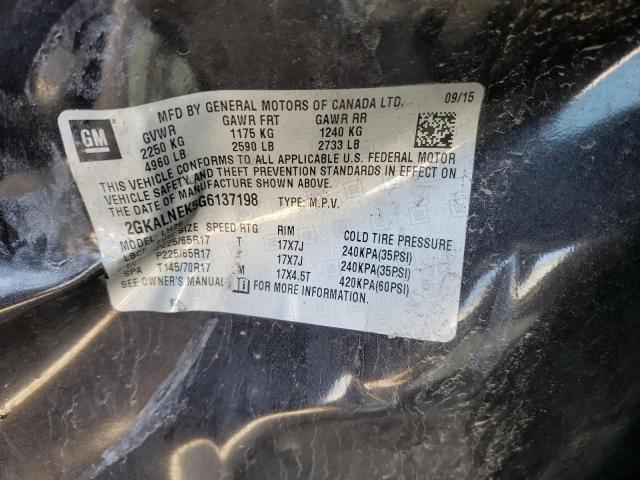 MFD BY GENERAL MOTORS OF CANADA LTD. 09/15
GM
GVWR GAWR FRT GAWR RR
2250 KG 1175 KG 1240 KG
4960 LB 2590 LB 2733 LB
THIS VEHICLE CONFORMS TO ALL APPLICABLE U.S. FEDERAL MOTOR
VEHICLE SAFETY AND THEFT PREVENTION STANDARDS IN EFFECT ON
THE DATE OF MANUFACTURE SHOWN ABOVE.
2GKALNEK5G6137198 TYPE: M.P.V.
MODEL: SIZE SPEED RTG RIM COLD TIRE PRESSURE
P225/65R17 T 17X7J 240KPA(35PSI)
P225/65R17 T 17X7J 240KPA(35PSI)
SPA T145/70R17 M 17X4.5T 420KPA(60PSI)
SEE OWNER'S MANUAL FOR MORE INFORMATION.